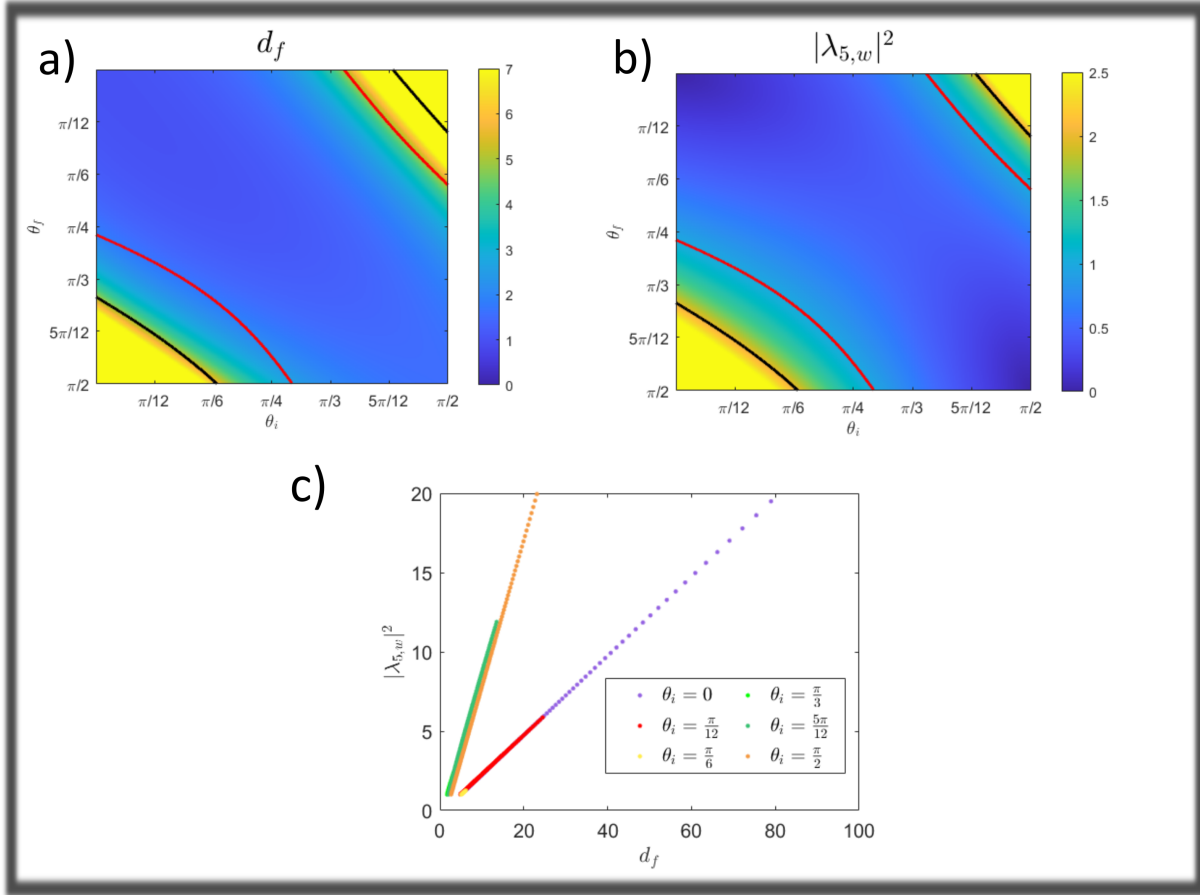 a)
d_f
θ_f
π/12
π/6
π/4
π/3
5π/12
π/2
π/12 π/6 π/4 π/3 5π/12 π/2
θ_i
7
6
5
4
3
2
1
0
b)
|λ_{5,w}|^2
θ_f
π/12
π/6
π/4
π/3
5π/12
π/2
π/12 π/6 π/4 π/3 5π/12 π/2
θ_i
2.5
2
1.5
1
0.5
0
c)
|λ_{5,w}|^2
20
15
10
5
0
0 20 40 60 80 100
d_f
θ_i = 0 θ_i = π/3
θ_i = π/12 θ_i = 5π/12
θ_i = π/6 θ_i = π/2